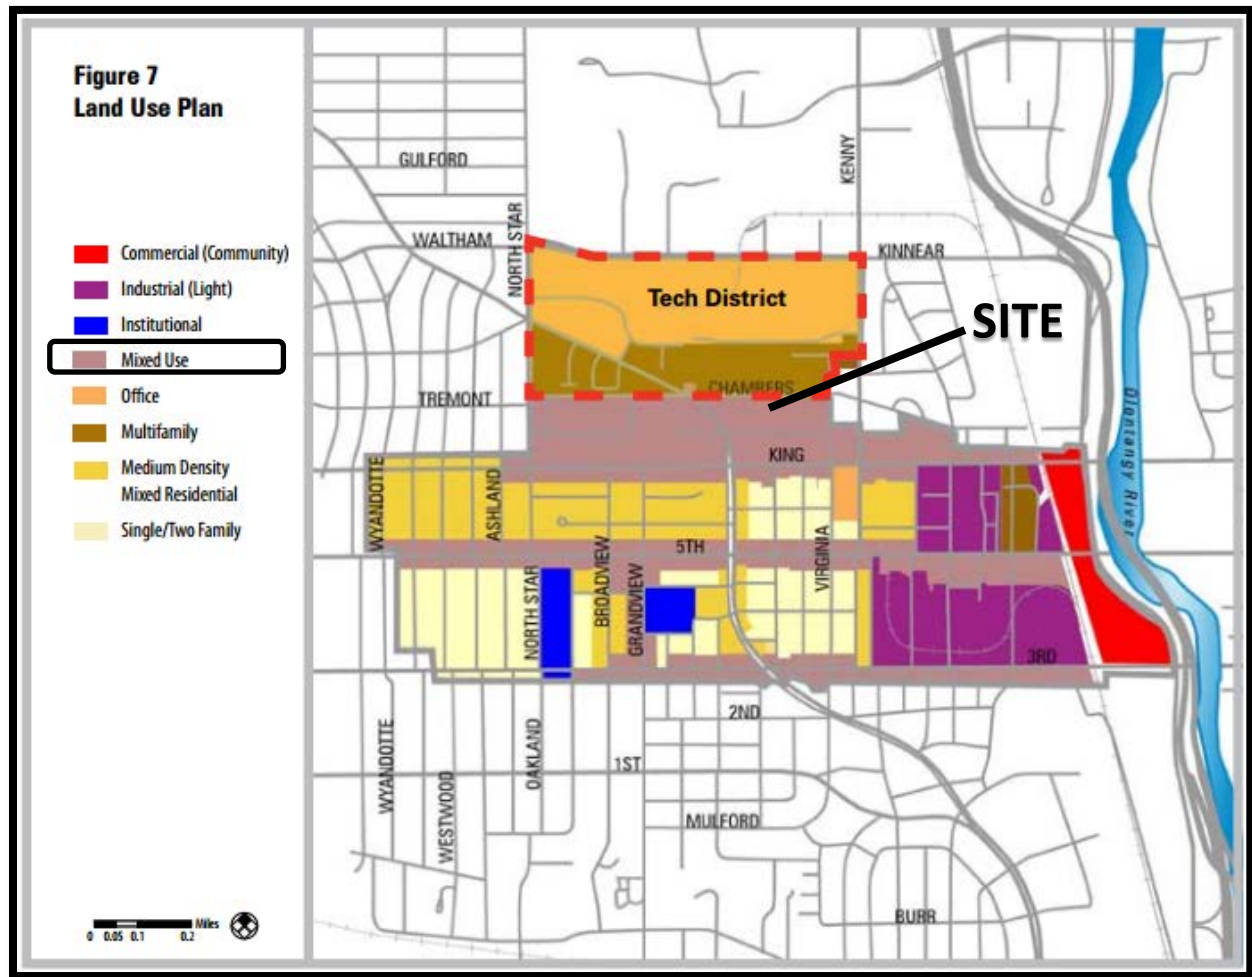 Figure 7
Land Use Plan
Commercial (Community)
Industrial (Light)
Institutional
Mixed Use
Office
Multifamily
Medium Density
Mixed Residential
Single/Two Family
0 0.05 0.1 0.2 Miles
GULFORD
KENNY
NORTH STAR
WALTHAM
KINNEAR
Tech District
SITE
CHAMBERS
TREMONT
Olentangy River
KING
WYANDOTTE
ASHLAND
5TH
VIRGINIA
BROADVIEW
NORTH STAR
GRANDVIEW
3RD
2ND
WYANDOTTE
OAKLAND
1ST
WESTWOOD
MULFORD
BURR